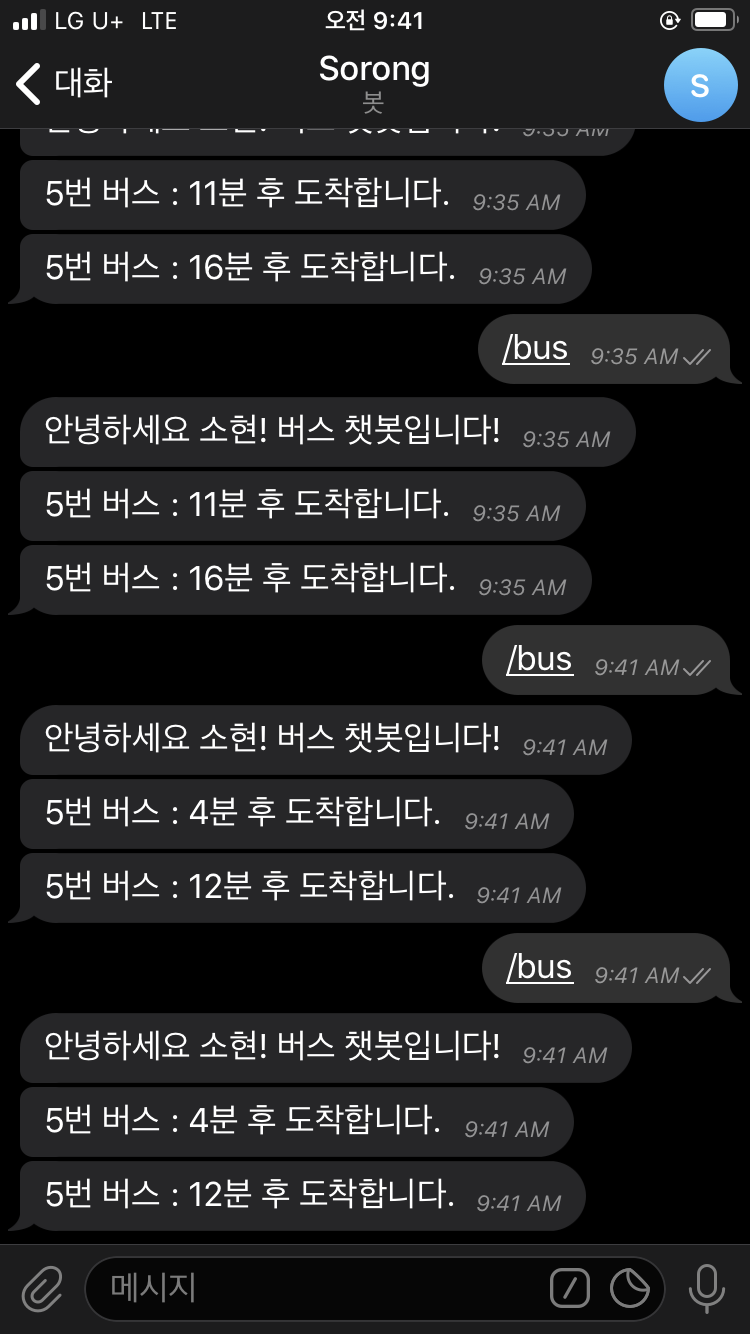 LG U+ LTE 오전 9:41
대화
Sorong
봇
S
9:35 AM
5번 버스 : 11분 후 도착합니다. 9:35 AM
5번 버스 : 16분 후 도착합니다. 9:35 AM
/bus 9:35 AM
안녕하세요 소현! 버스 챗봇입니다! 9:35 AM
5번 버스 : 11분 후 도착합니다. 9:35 AM
5번 버스 : 16분 후 도착합니다. 9:35 AM
/bus 9:41 AM
안녕하세요 소현! 버스 챗봇입니다! 9:41 AM
5번 버스 : 4분 후 도착합니다. 9:41 AM
5번 버스 : 12분 후 도착합니다. 9:41 AM
/bus 9:41 AM
안녕하세요 소현! 버스 챗봇입니다! 9:41 AM
5번 버스 : 4분 후 도착합니다. 9:41 AM
5번 버스 : 12분 후 도착합니다. 9:41 AM
메시지